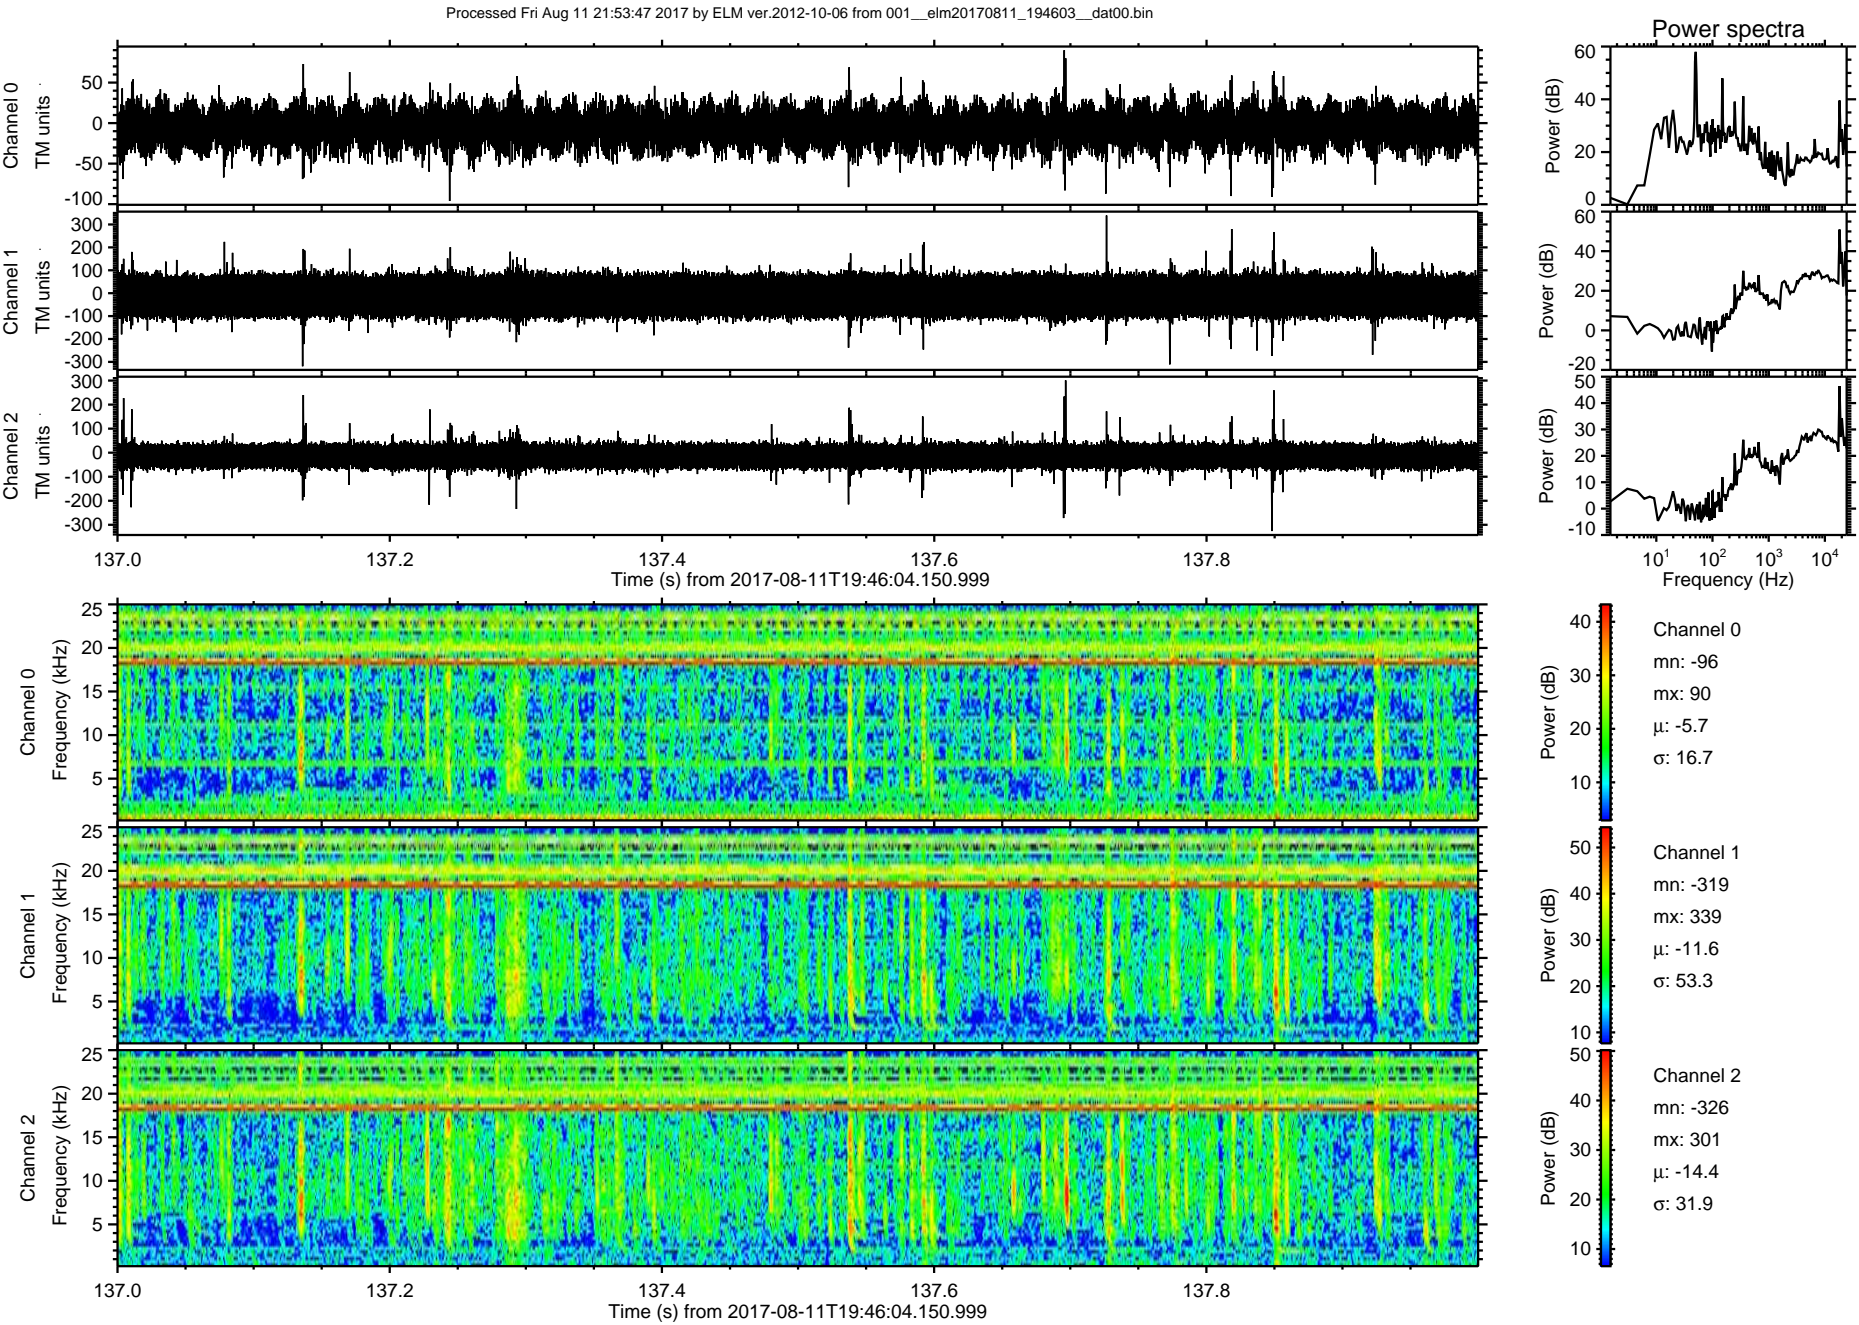 Processed Fri Aug 11 21:53:47 2017 by ELM ver.2012-10-06 from 001__elm20170811_194603__dat00.bin
Power spectra
Channel 0
TM units
50
0
-50
-100
Power (dB)
60
40
20
0
Channel 1
TM units
300
200
100
0
-100
-200
-300
Power (dB)
60
40
20
0
-20
Channel 2
TM units
300
200
100
0
-100
-200
-300
Power (dB)
50
40
30
20
10
0
-10
137.0 137.2 137.4 137.6 137.8
Time (s) from 2017-08-11T19:46:04.150.999
10^1 10^2 10^3 10^4
Frequency (Hz)
Channel 0
Frequency (kHz)
25
20
15
10
5
Power (dB)
40
30
20
10
Channel 0
mn: -96
mx: 90
μ: -5.7
σ: 16.7
Channel 1
Frequency (kHz)
25
20
15
10
5
Power (dB)
50
40
30
20
10
Channel 1
mn: -319
mx: 339
μ: -11.6
σ: 53.3
Channel 2
Frequency (kHz)
25
20
15
10
5
Power (dB)
50
40
30
20
10
Channel 2
mn: -326
mx: 301
μ: -14.4
σ: 31.9
137.0 137.2 137.4 137.6 137.8
Time (s) from 2017-08-11T19:46:04.150.999